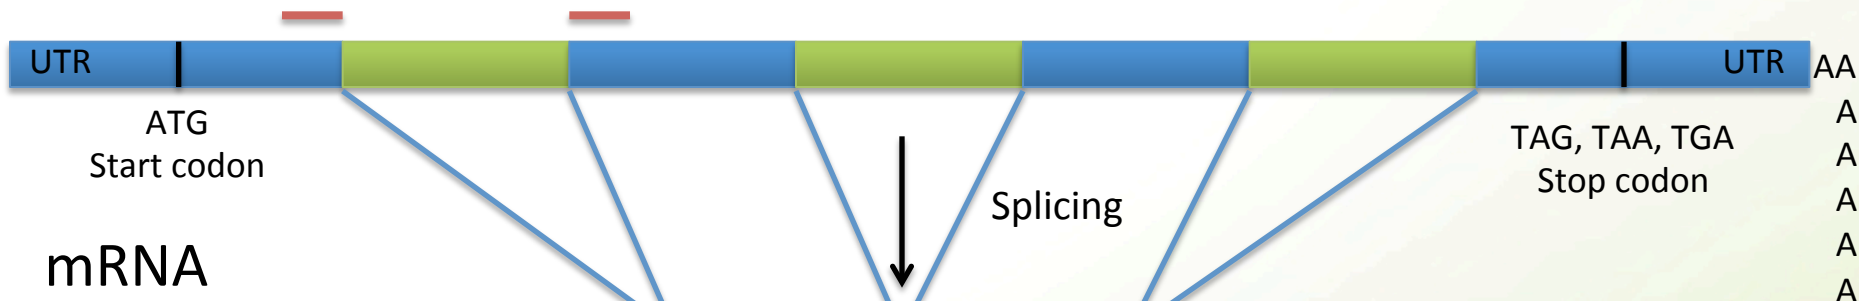 UTR
UTR
AA
A
A
A
A
A
ATG
Start codon
TAG, TAA, TGA
Stop codon
Splicing
mRNA